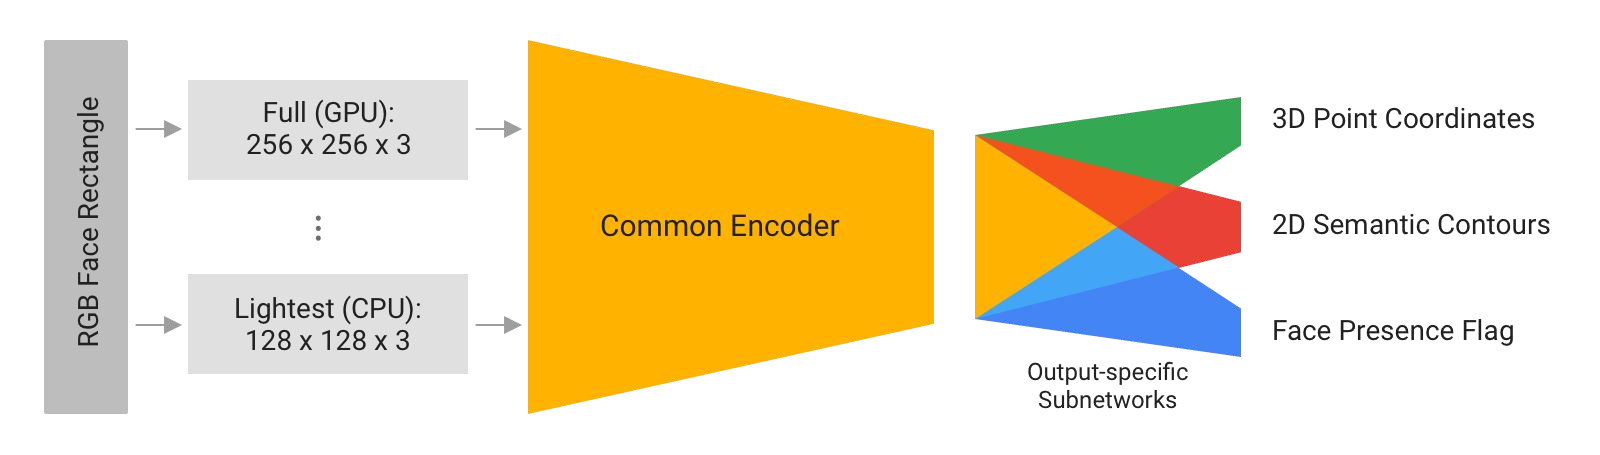 RGB Face Rectangle
Full (GPU):
256 x 256 x 3
Lightest (CPU):
128 x 128 x 3
Common Encoder
Output-specific
Subnetworks
3D Point Coordinates
2D Semantic Contours
Face Presence Flag